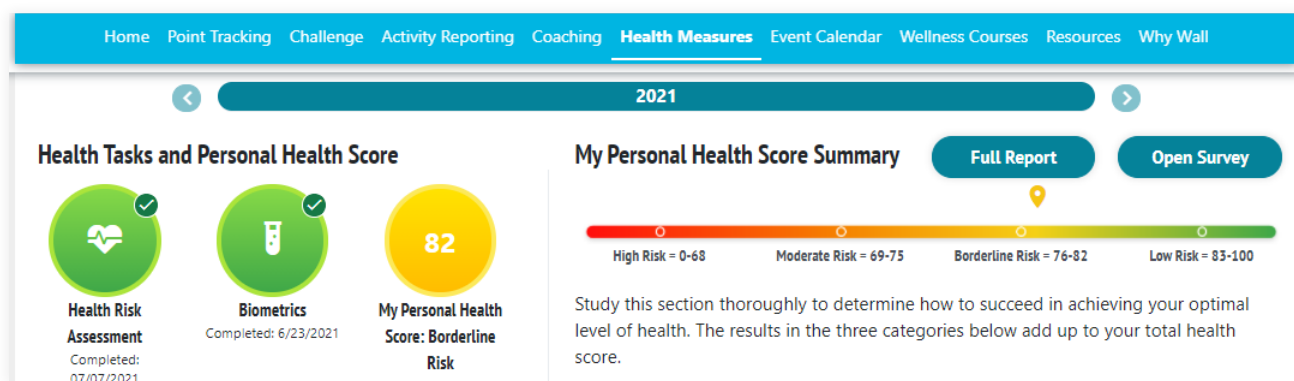 Home Point Tracking Challenge Activity Reporting Coaching Health Measures Event Calendar Wellness Courses Resources Why Wall
2021
Health Tasks and Personal Health Score
82
Health Risk
Assessment
Completed:
07/07/2021
Biometrics
Completed: 6/23/2021
My Personal Health
Score: Borderline
Risk
My Personal Health Score Summary
Full Report
Open Survey
High Risk = 0-68
Moderate Risk = 69-75
Borderline Risk = 76-82
Low Risk = 83-100
Study this section thoroughly to determine how to succeed in achieving your optimal
level of health. The results in the three categories below add up to your total health
score.